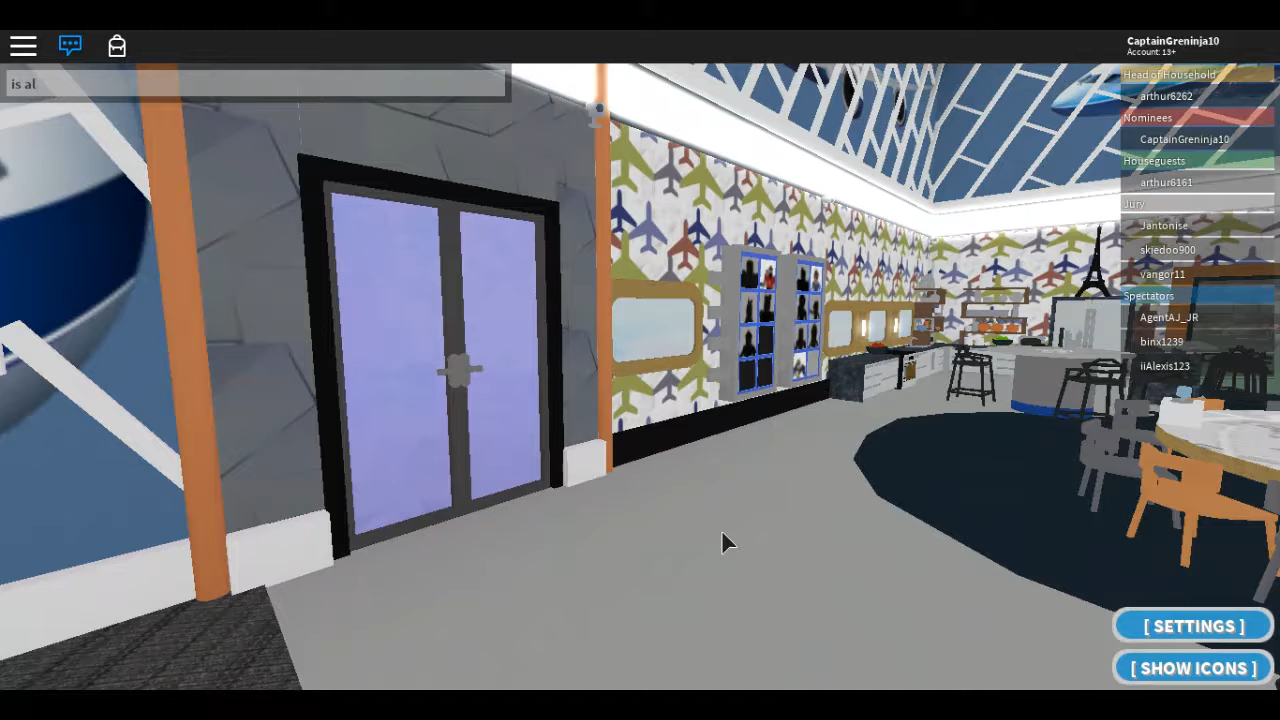 CaptainGreninja10
Account: 13+
is al
Head of Household
arthur6262
Nominees
CaptainGreninja10
Houseguests
arthur6161
Jury
Jantonise
skiedoo900
vangor11
Spectators
AgentAJ_JR
binx1239
iiAlexis123
[ SETTINGS ]
[ SHOW ICONS ]